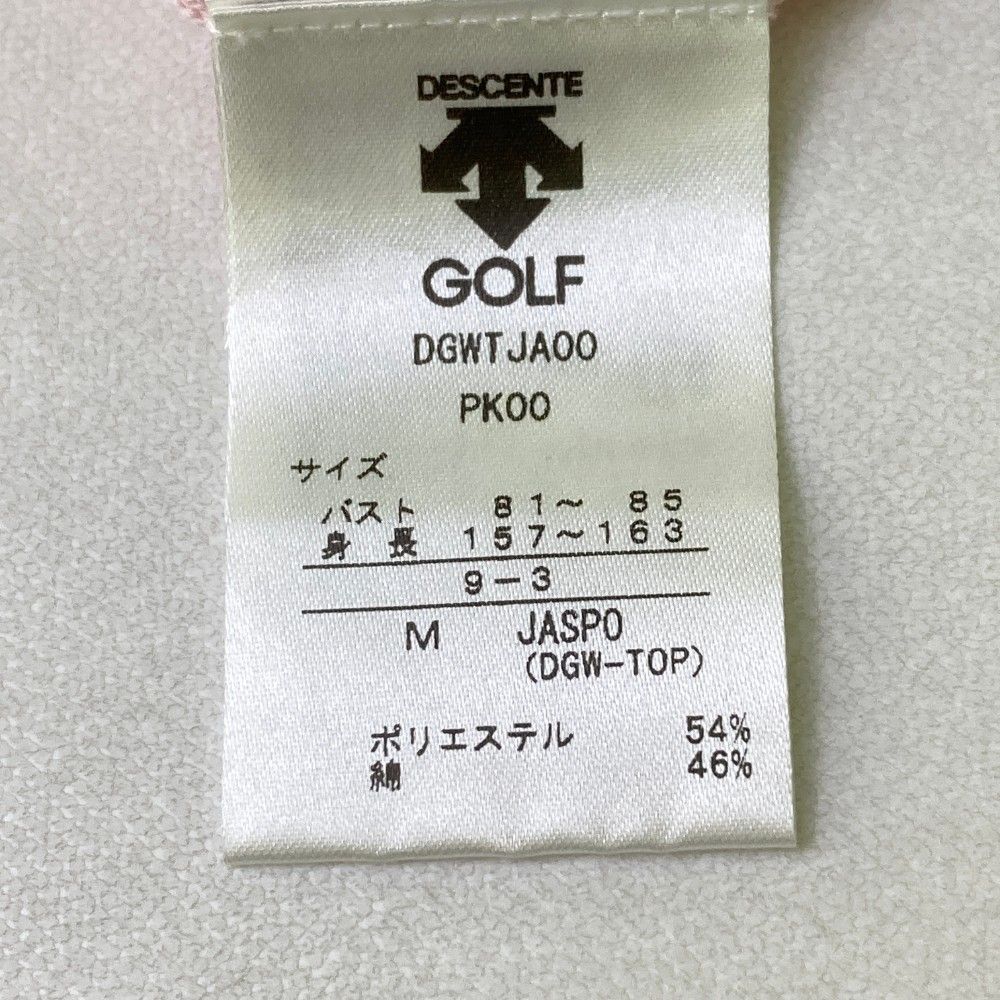 DESCENTE
GOLF
DGWTJA00
PK00
サイズ
バスト 81〜 85
身 長 157〜163
9-3
M JASPO
(DGW-TOP)
ポリエステル 54%
綿 46%